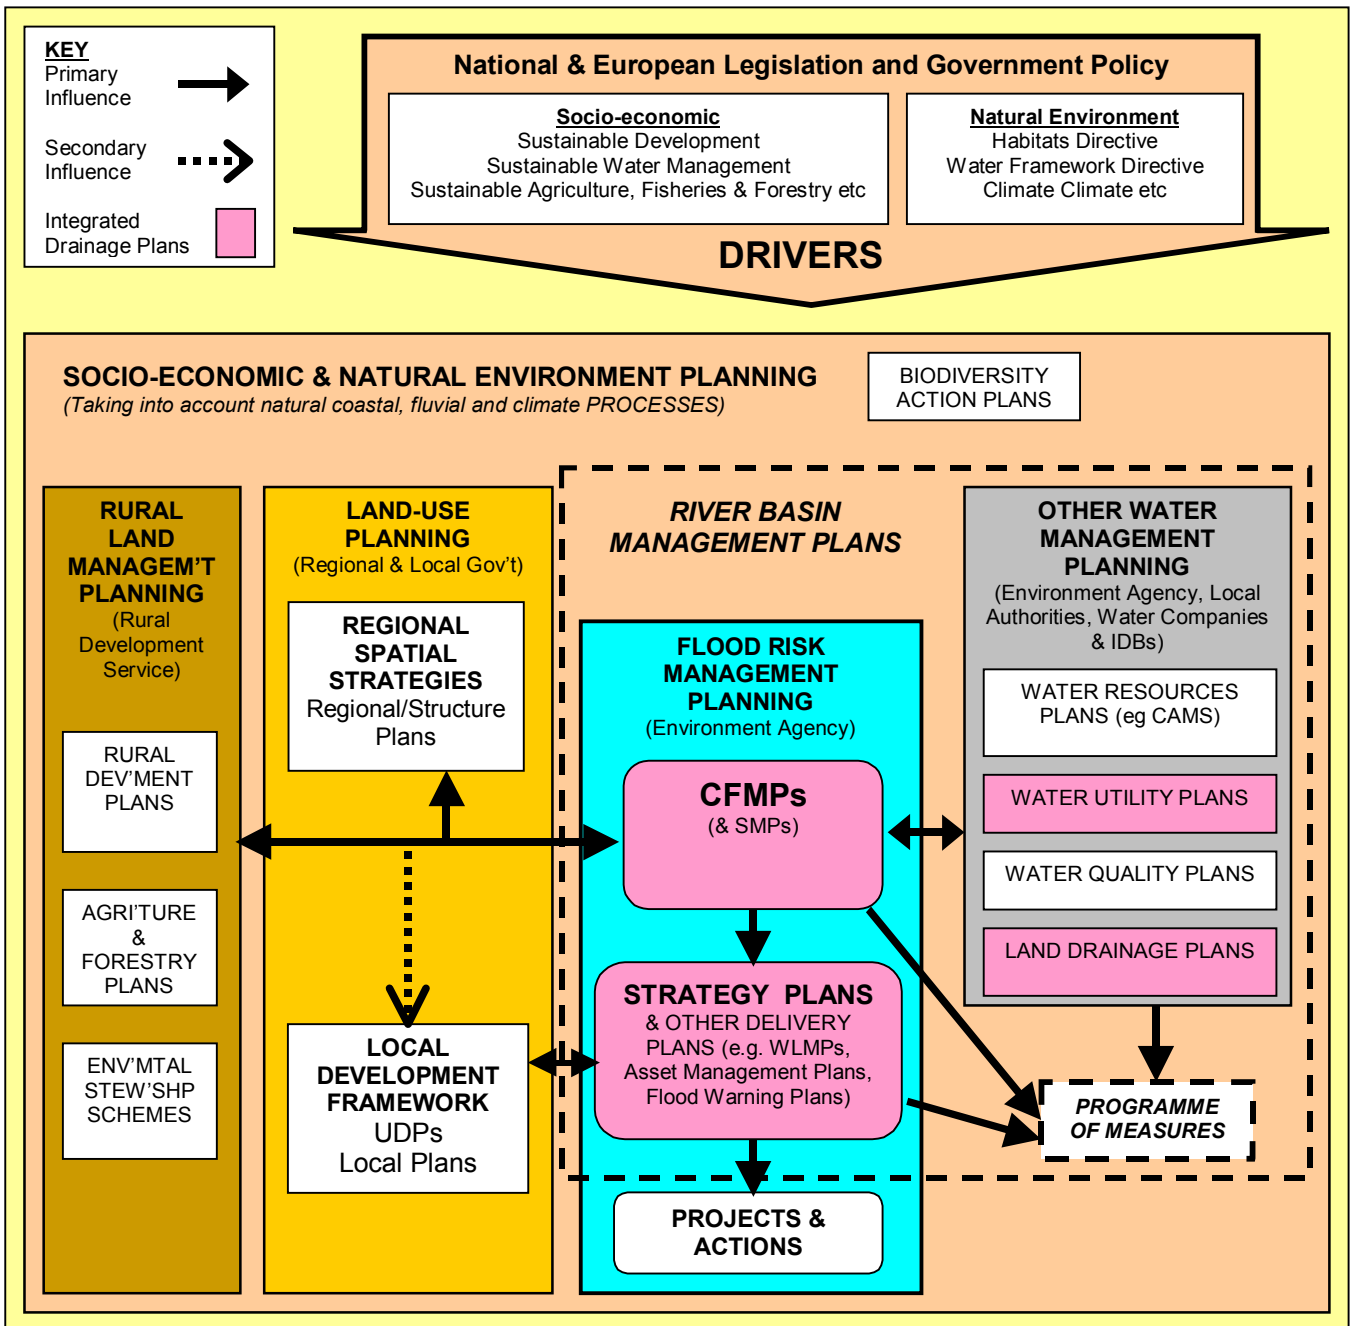 KEY
Primary
Influence
Secondary
Influence
Integrated
Drainage Plans
National & European Legislation and Government Policy
Socio-economic
Sustainable Development
Sustainable Water Management
Sustainable Agriculture, Fisheries & Forestry etc
Natural Environment
Habitats Directive
Water Framework Directive
Climate Climate etc
DRIVERS
SOCIO-ECONOMIC & NATURAL ENVIRONMENT PLANNING
(Taking into account natural coastal, fluvial and climate PROCESSES)
BIODIVERSITY
ACTION PLANS
RURAL
LAND
MANAGEM'T
PLANNING
(Rural
Development
Service)
RURAL
DEV'MENT
PLANS
AGRI'TURE
&
FORESTRY
PLANS
ENV'MTAL
STEW'SHP
SCHEMES
LAND-USE
PLANNING
(Regional & Local Gov't)
REGIONAL
SPATIAL
STRATEGIES
Regional/Structure
Plans
LOCAL
DEVELOPMENT
FRAMEWORK
UDPs
Local Plans
RIVER BASIN
MANAGEMENT PLANS
FLOOD RISK
MANAGEMENT
PLANNING
(Environment Agency)
CFMPs
(& SMPs)
STRATEGY PLANS
& OTHER DELIVERY
PLANS (e.g. WLMPs,
Asset Management Plans,
Flood Warning Plans)
PROJECTS &
ACTIONS
OTHER WATER
MANAGEMENT
PLANNING
(Environment Agency, Local
Authorities, Water Companies
& IDBs)
WATER RESOURCES
PLANS (eg CAMS)
WATER UTILITY PLANS
WATER QUALITY PLANS
LAND DRAINAGE PLANS
PROGRAMME
OF MEASURES